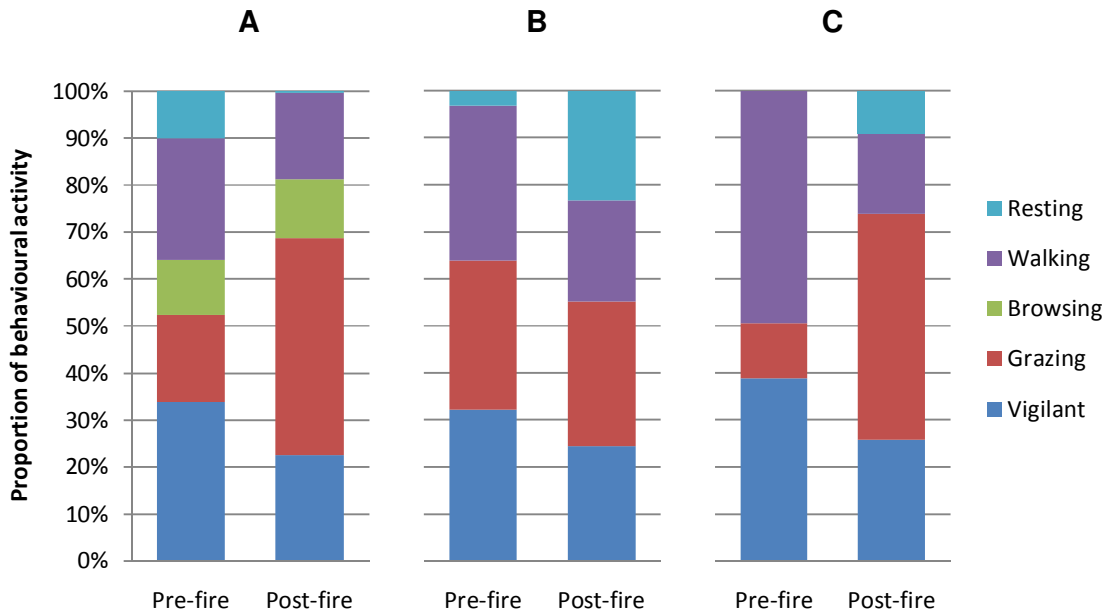 A B C
Proportion of behavioural activity
100%
90%
80%
70%
60%
50%
40%
30%
20%
10%
0%
Pre-fire Post-fire Pre-fire Post-fire Pre-fire Post-fire
Resting
Walking
Browsing
Grazing
Vigilant